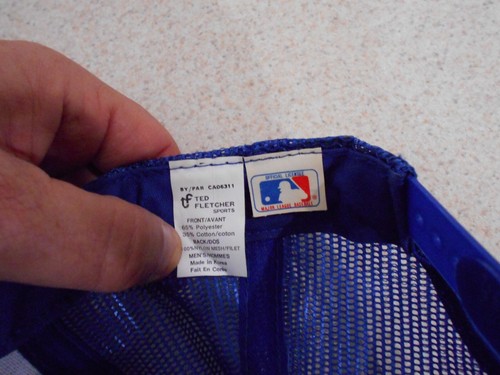 BY/PAR CA06311
TED
FLETCHER
SPORTS
FRONT/AVANT
65% Polyester
35% Cotton/coton
BACK/DOS
100%NYLON MESH/FILET
MEN'S/HOMMES
Made in Korea
Fait En Coree
OFFICIAL LICENSEE
MAJOR LEAGUE BASEBALL